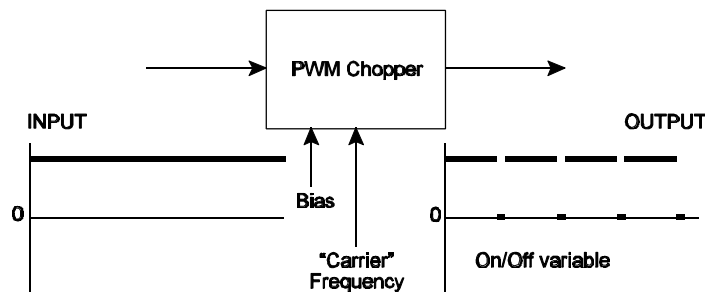 PWM Chopper
INPUT
OUTPUT
0
Bias
0
"Carrier"
Frequency
On/Off variable